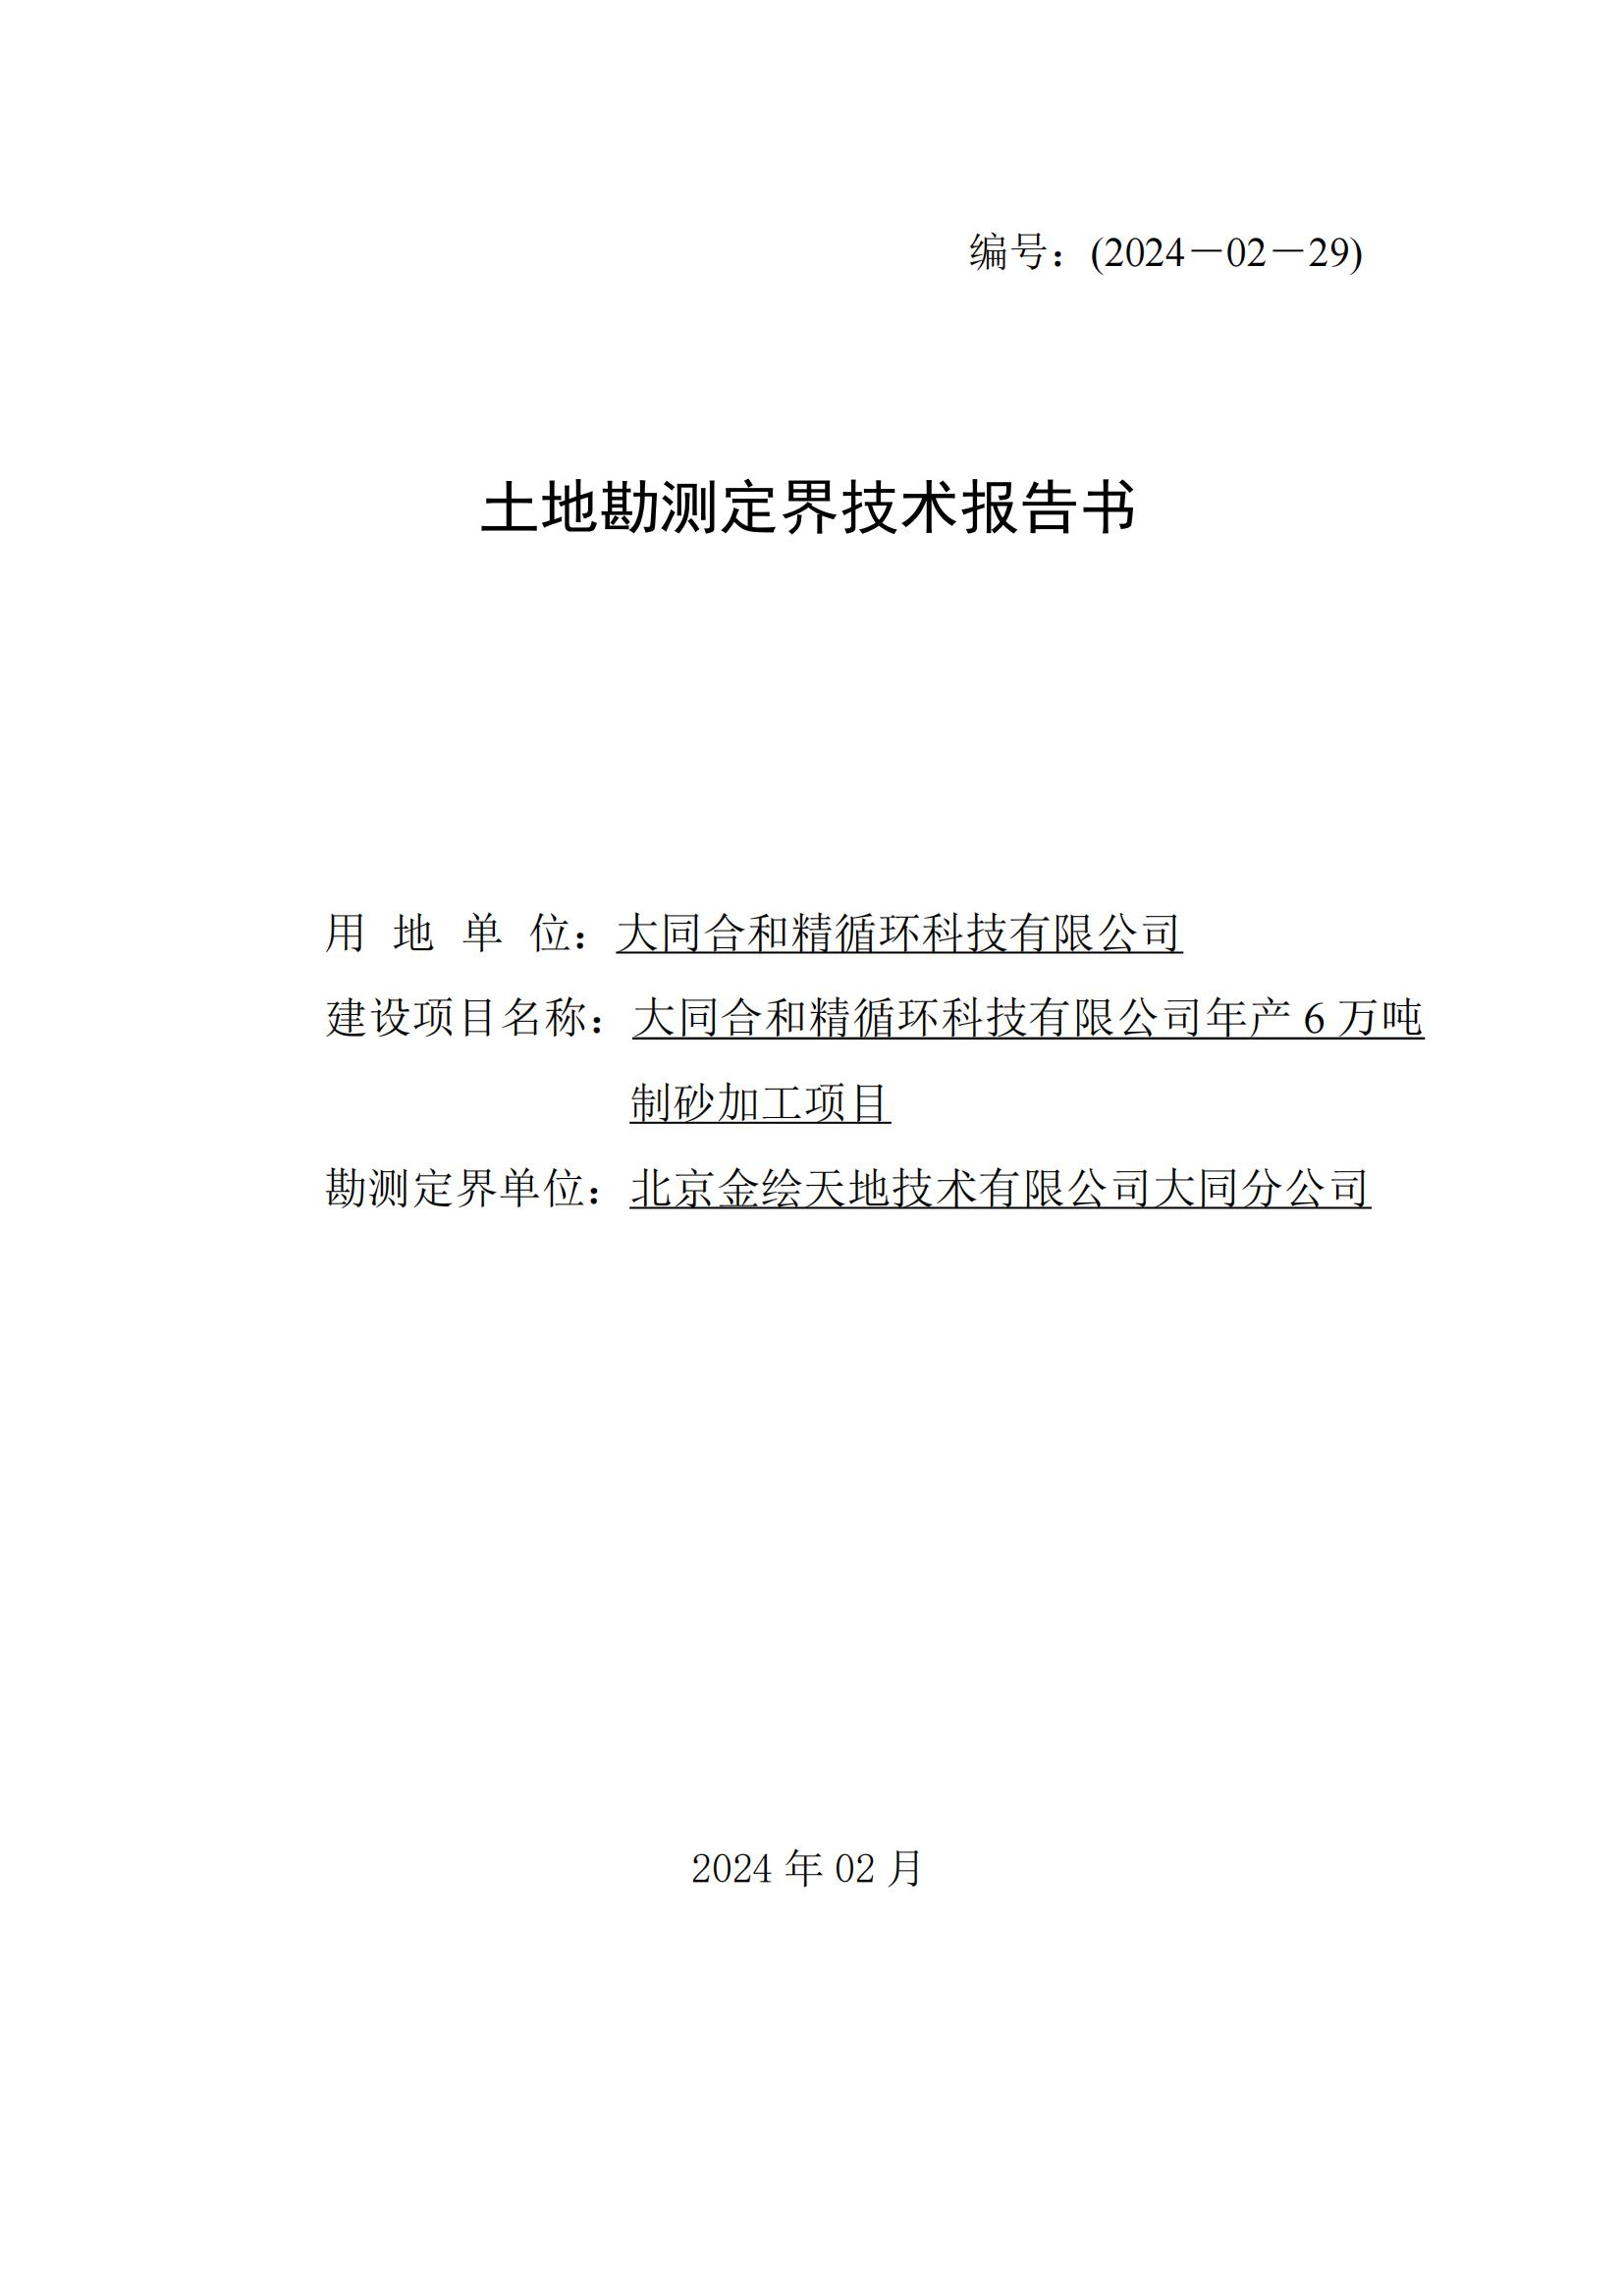 编号：(2024－02－29)
土地勘测定界技术报告书
用 地 单 位：大同合和精循环科技有限公司
建设项目名称：大同合和精循环科技有限公司年产 6 万吨
制砂加工项目
勘测定界单位：北京金绘天地技术有限公司大同分公司
2024 年 02 月